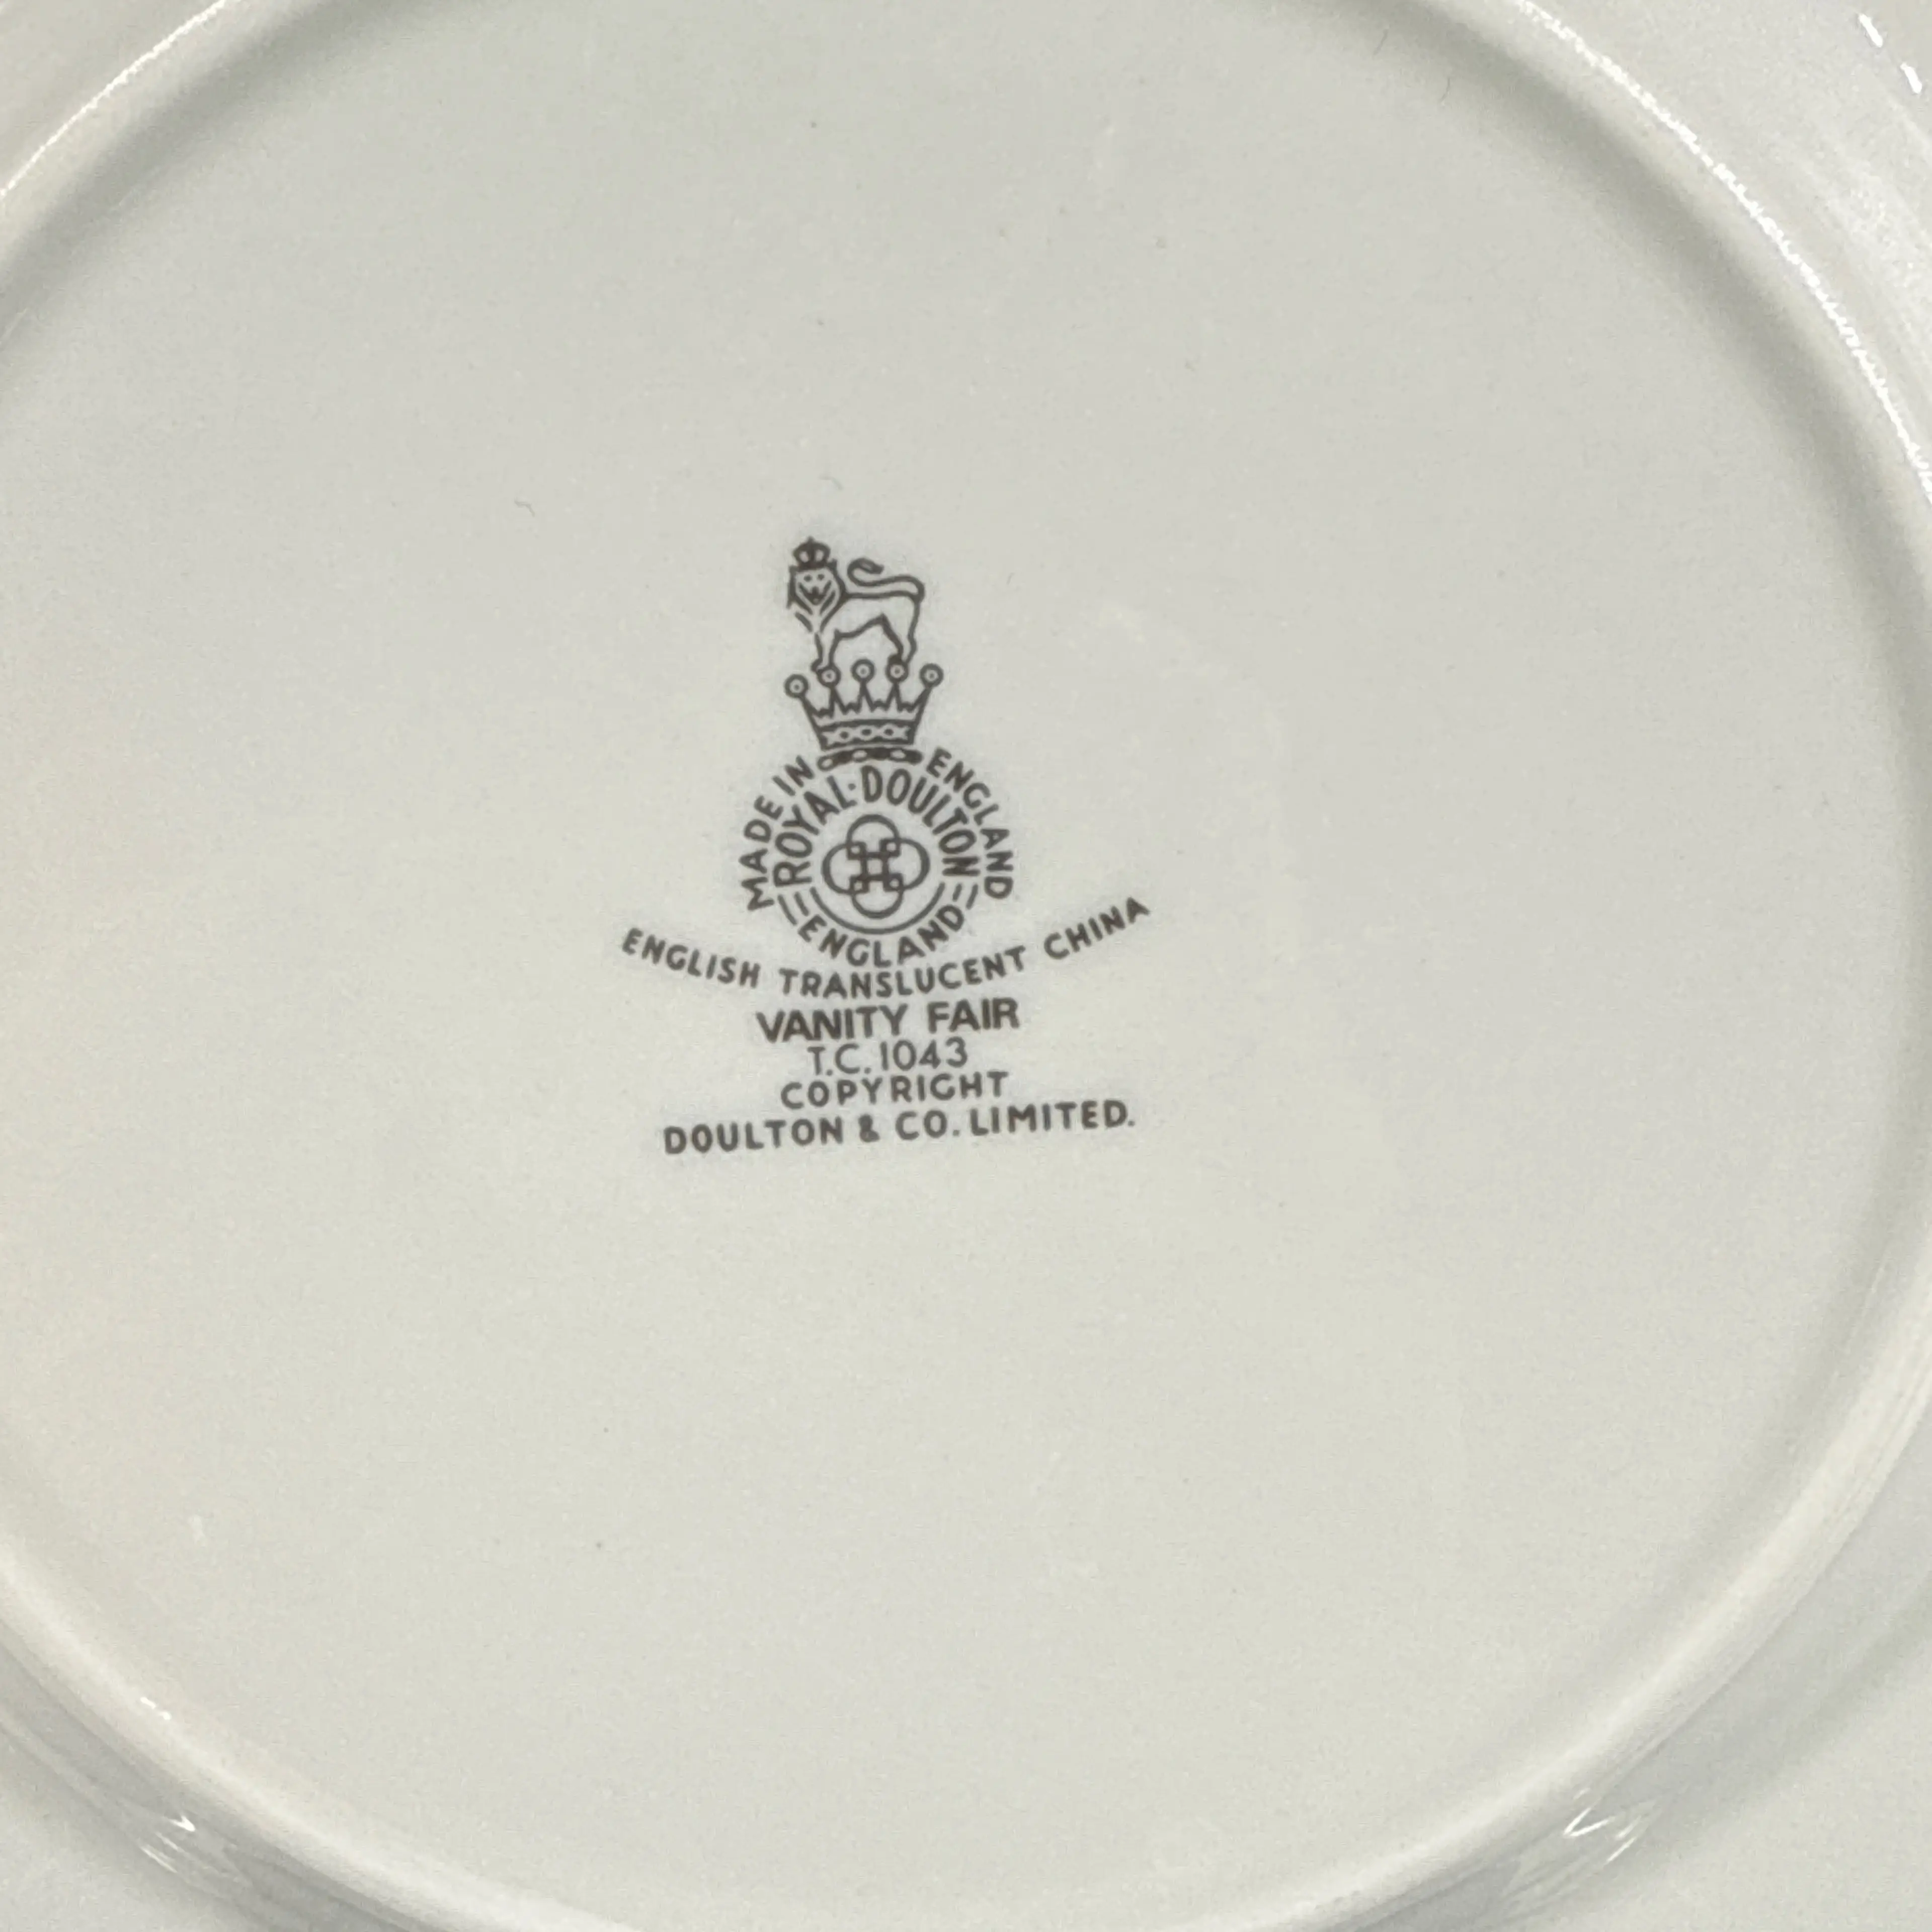 MADE IN ENGLAND
ROYAL·DOULTON
ENGLAND
ENGLISH TRANSLUCENT CHINA
VANITY FAIR
T.C.1043
COPYRIGHT
DOULTON & CO. LIMITED.